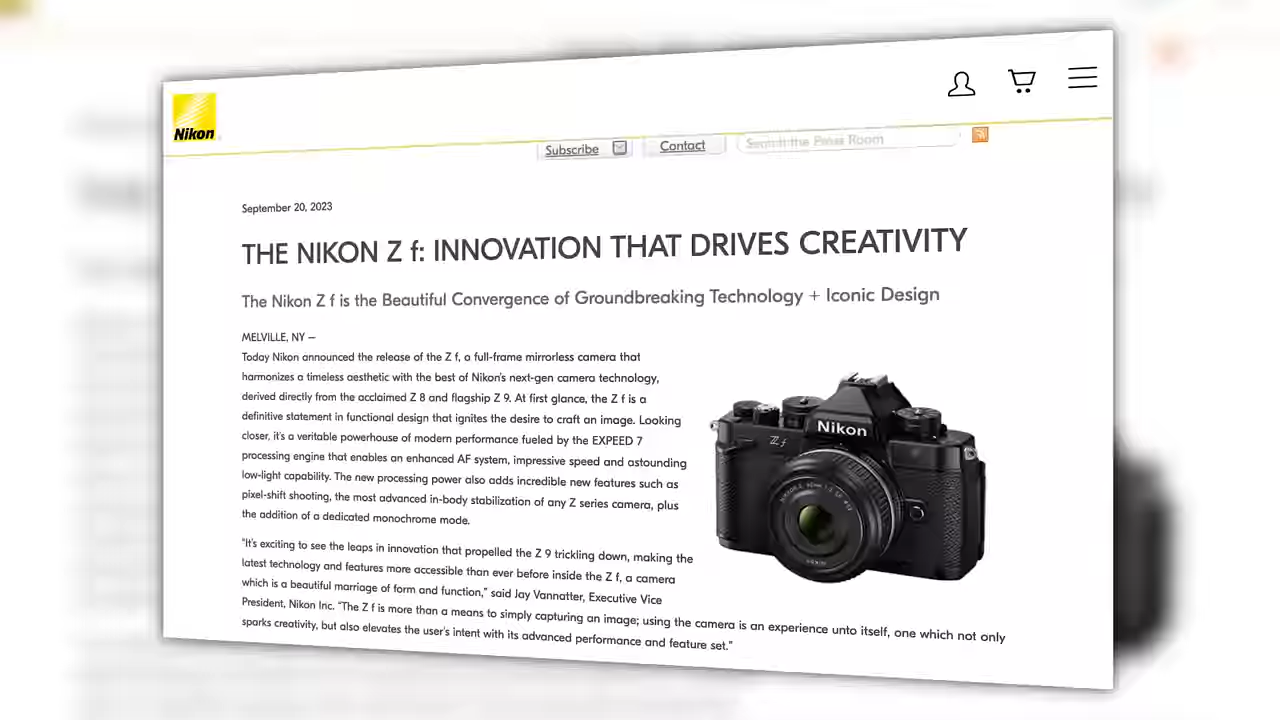 Nikon
Subscribe
Contact
Search the Press Room
September 20, 2023
THE NIKON Z f: INNOVATION THAT DRIVES CREATIVITY
The Nikon Z f is the Beautiful Convergence of Groundbreaking Technology + Iconic Design
MELVILLE, NY –
Today Nikon announced the release of the Z f, a full-frame mirrorless camera that
harmonizes a timeless aesthetic with the best of Nikon's next-gen camera technology,
derived directly from the acclaimed Z 8 and flagship Z 9. At first glance, the Z f is a
definitive statement in functional design that ignites the desire to craft an image. Looking
closer, it's a veritable powerhouse of modern performance fueled by the EXPEED 7
processing engine that enables an enhanced AF system, impressive speed and astounding
low-light capability. The new processing power also adds incredible new features such as
pixel-shift shooting, the most advanced in-body stabilization of any Z series camera, plus
the addition of a dedicated monochrome mode.
"It's exciting to see the leaps in innovation that propelled the Z 9 trickling down, making the
latest technology and features more accessible than ever before inside the Z f, a camera
which is a beautiful marriage of form and function," said Jay Vannatter, Executive Vice
President, Nikon Inc. "The Z f is more than a means to simply capturing an image; using the camera is an experience unto itself, one which not only
sparks creativity, but also elevates the user's intent with its advanced performance and feature set."
Nikon
Z f